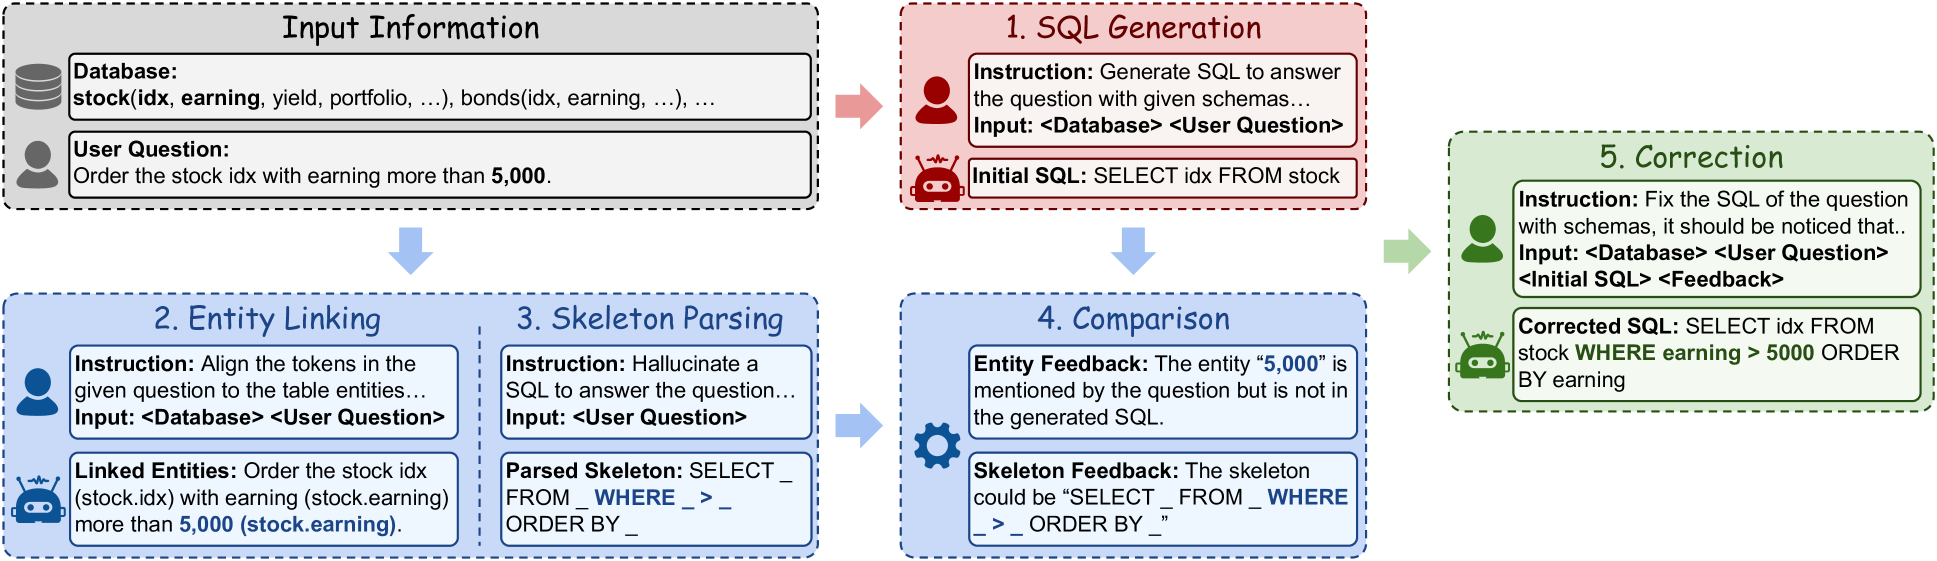 Input Information
Database:
stock(idx, earning, yield, portfolio, …), bonds(idx, earning, …), …
User Question:
Order the stock idx with earning more than 5,000.
1. SQL Generation
Instruction: Generate SQL to answer
the question with given schemas…
Input: <Database> <User Question>
Initial SQL: SELECT idx FROM stock
2. Entity Linking
Instruction: Align the tokens in the
given question to the table entities…
Input: <Database> <User Question>
Linked Entities: Order the stock idx
(stock.idx) with earning (stock.earning)
more than 5,000 (stock.earning).
3. Skeleton Parsing
Instruction: Hallucinate a
SQL to answer the question…
Input: <User Question>
Parsed Skeleton: SELECT _
FROM _ WHERE _ > _
ORDER BY _
4. Comparison
Entity Feedback: The entity “5,000” is
mentioned by the question but is not in
the generated SQL.
Skeleton Feedback: The skeleton
could be “SELECT _ FROM _ WHERE
_ > _ ORDER BY _”
5. Correction
Instruction: Fix the SQL of the question
with schemas, it should be noticed that..
Input: <Database> <User Question>
<Initial SQL> <Feedback>
Corrected SQL: SELECT idx FROM
stock WHERE earning > 5000 ORDER
BY earning